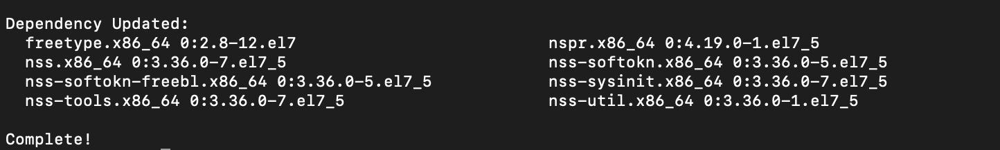 Dependency Updated:
freetype.x86_64 0:2.8-12.el7 nspr.x86_64 0:4.19.0-1.el7_5
nss.x86_64 0:3.36.0-7.el7_5 nss-softokn.x86_64 0:3.36.0-5.el7_5
nss-softokn-freebl.x86_64 0:3.36.0-5.el7_5 nss-sysinit.x86_64 0:3.36.0-7.el7_5
nss-tools.x86_64 0:3.36.0-7.el7_5 nss-util.x86_64 0:3.36.0-1.el7_5
Complete!